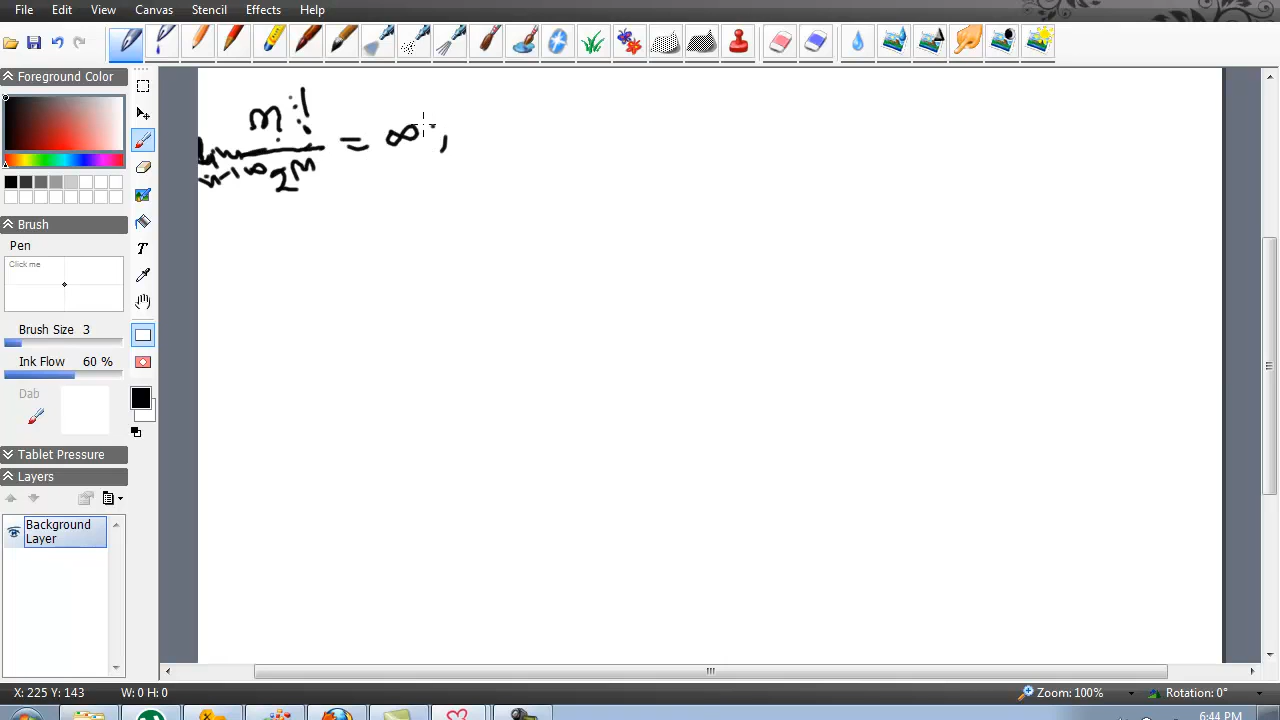 File Edit View Canvas Stencil Effects Help
Foreground Color
n!
lim = ∞ ,
n→∞ 2^n
Brush
Pen
Click me
Brush Size 3
Ink Flow 60 %
Dab
Tablet Pressure
Layers
Background
Layer
X: 225 Y: 143 W: 0 H: 0 Zoom: 100% Rotation: 0°
6:44 PM